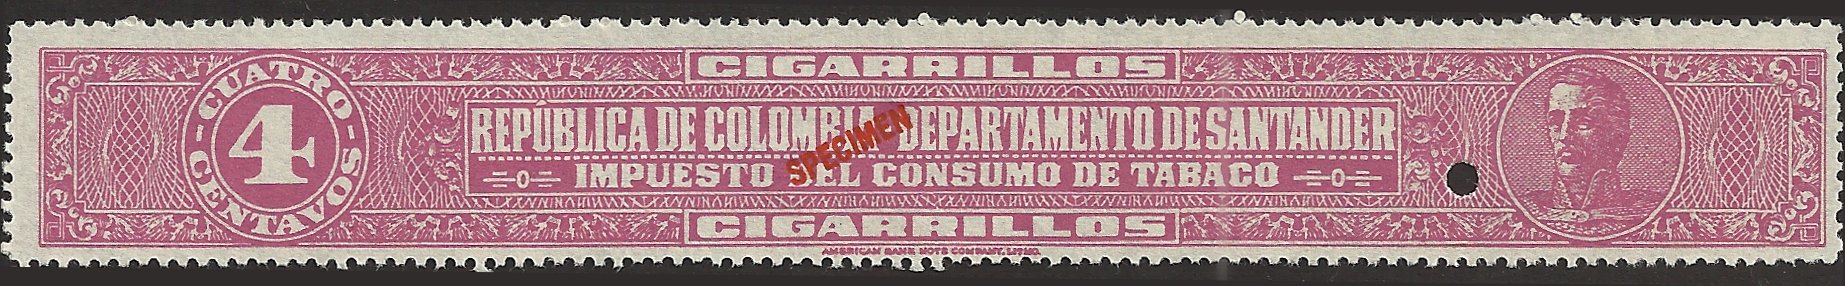 CIGARRILLOS
CUATRO
4
CENTAVOS
REPÚBLICA DE COLOMBIA DEPARTAMENTO DE SANTANDER
SPECIMEN
=O= IMPUESTO DEL CONSUMO DE TABACO =O=
CIGARRILLOS
AMERICAN BANK NOTE COMPANY, LITHO.